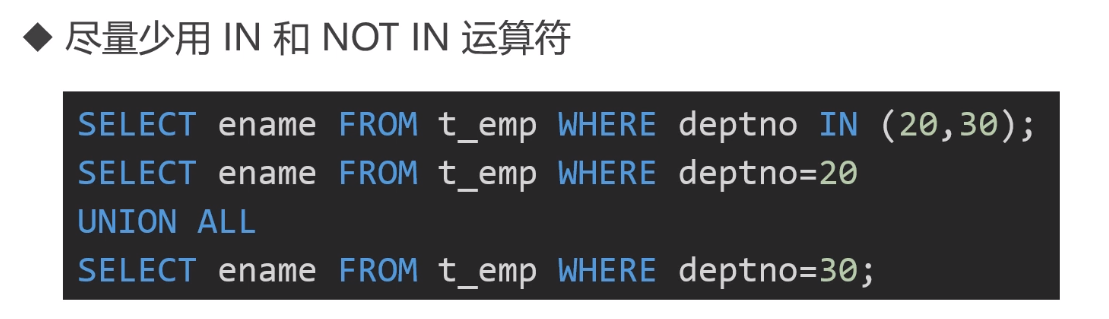 ◆ 尽量少用 IN 和 NOT IN 运算符
SELECT ename FROM t_emp WHERE deptno IN (20,30);
SELECT ename FROM t_emp WHERE deptno=20
UNION ALL
SELECT ename FROM t_emp WHERE deptno=30;